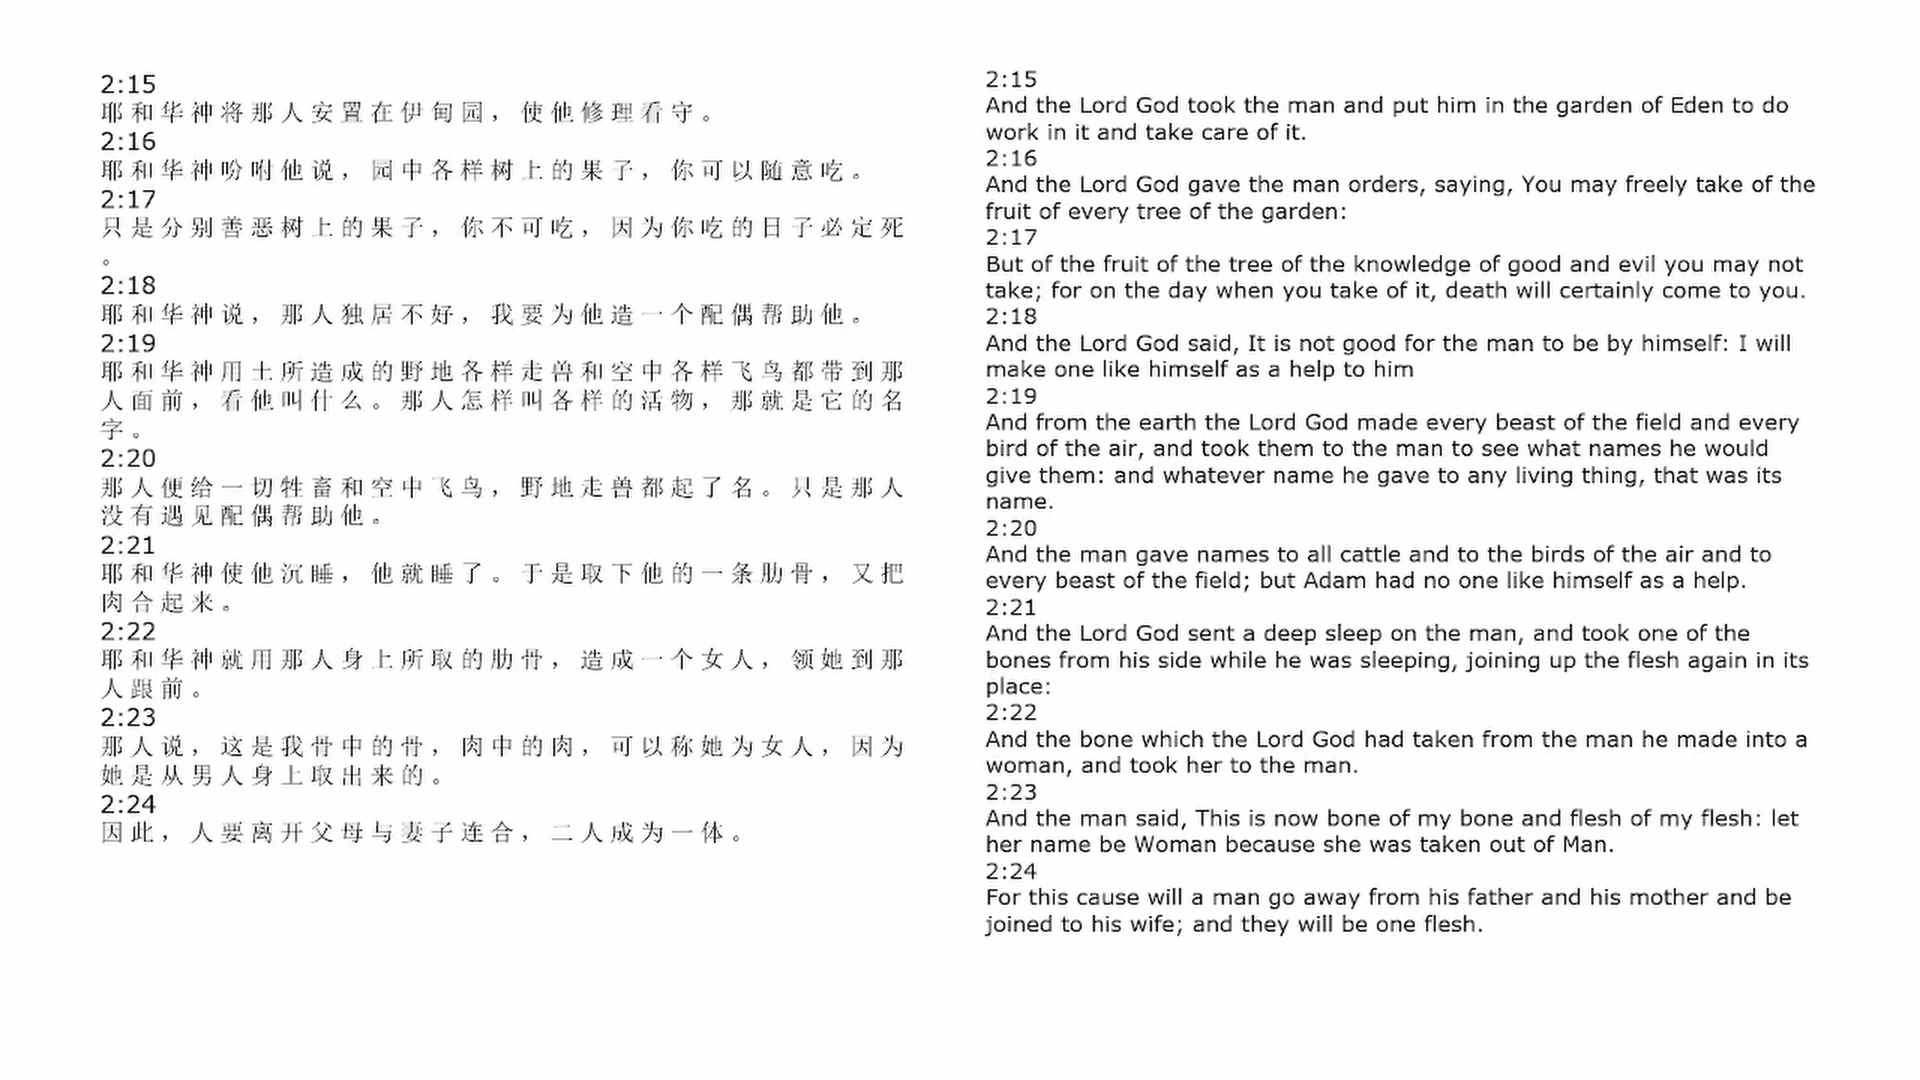 2:15
耶和华神将那人安置在伊甸园，使他修理看守。
2:16
耶和华神吩咐他说，园中各样树上的果子，你可以随意吃。
2:17
只是分别善恶树上的果子，你不可吃，因为你吃的日子必定死
。
2:18
耶和华神说，那人独居不好，我要为他造一个配偶帮助他。
2:19
耶和华神用土所造成的野地各样走兽和空中各样飞鸟都带到那
人面前，看他叫什么。那人怎样叫各样的活物，那就是它的名
字。
2:20
那人便给一切牲畜和空中飞鸟，野地走兽都起了名。只是那人
没有遇见配偶帮助他。
2:21
耶和华神使他沉睡，他就睡了。于是取下他的一条肋骨，又把
肉合起来。
2:22
耶和华神就用那人身上所取的肋骨，造成一个女人，领她到那
人跟前。
2:23
那人说，这是我骨中的骨，肉中的肉，可以称她为女人，因为
她是从男人身上取出来的。
2:24
因此，人要离开父母与妻子连合，二人成为一体。
2:15
And the Lord God took the man and put him in the garden of Eden to do
work in it and take care of it.
2:16
And the Lord God gave the man orders, saying, You may freely take of the
fruit of every tree of the garden:
2:17
But of the fruit of the tree of the knowledge of good and evil you may not
take; for on the day when you take of it, death will certainly come to you.
2:18
And the Lord God said, It is not good for the man to be by himself: I will
make one like himself as a help to him
2:19
And from the earth the Lord God made every beast of the field and every
bird of the air, and took them to the man to see what names he would
give them: and whatever name he gave to any living thing, that was its
name.
2:20
And the man gave names to all cattle and to the birds of the air and to
every beast of the field; but Adam had no one like himself as a help.
2:21
And the Lord God sent a deep sleep on the man, and took one of the
bones from his side while he was sleeping, joining up the flesh again in its
place:
2:22
And the bone which the Lord God had taken from the man he made into a
woman, and took her to the man.
2:23
And the man said, This is now bone of my bone and flesh of my flesh: let
her name be Woman because she was taken out of Man.
2:24
For this cause will a man go away from his father and his mother and be
joined to his wife; and they will be one flesh.